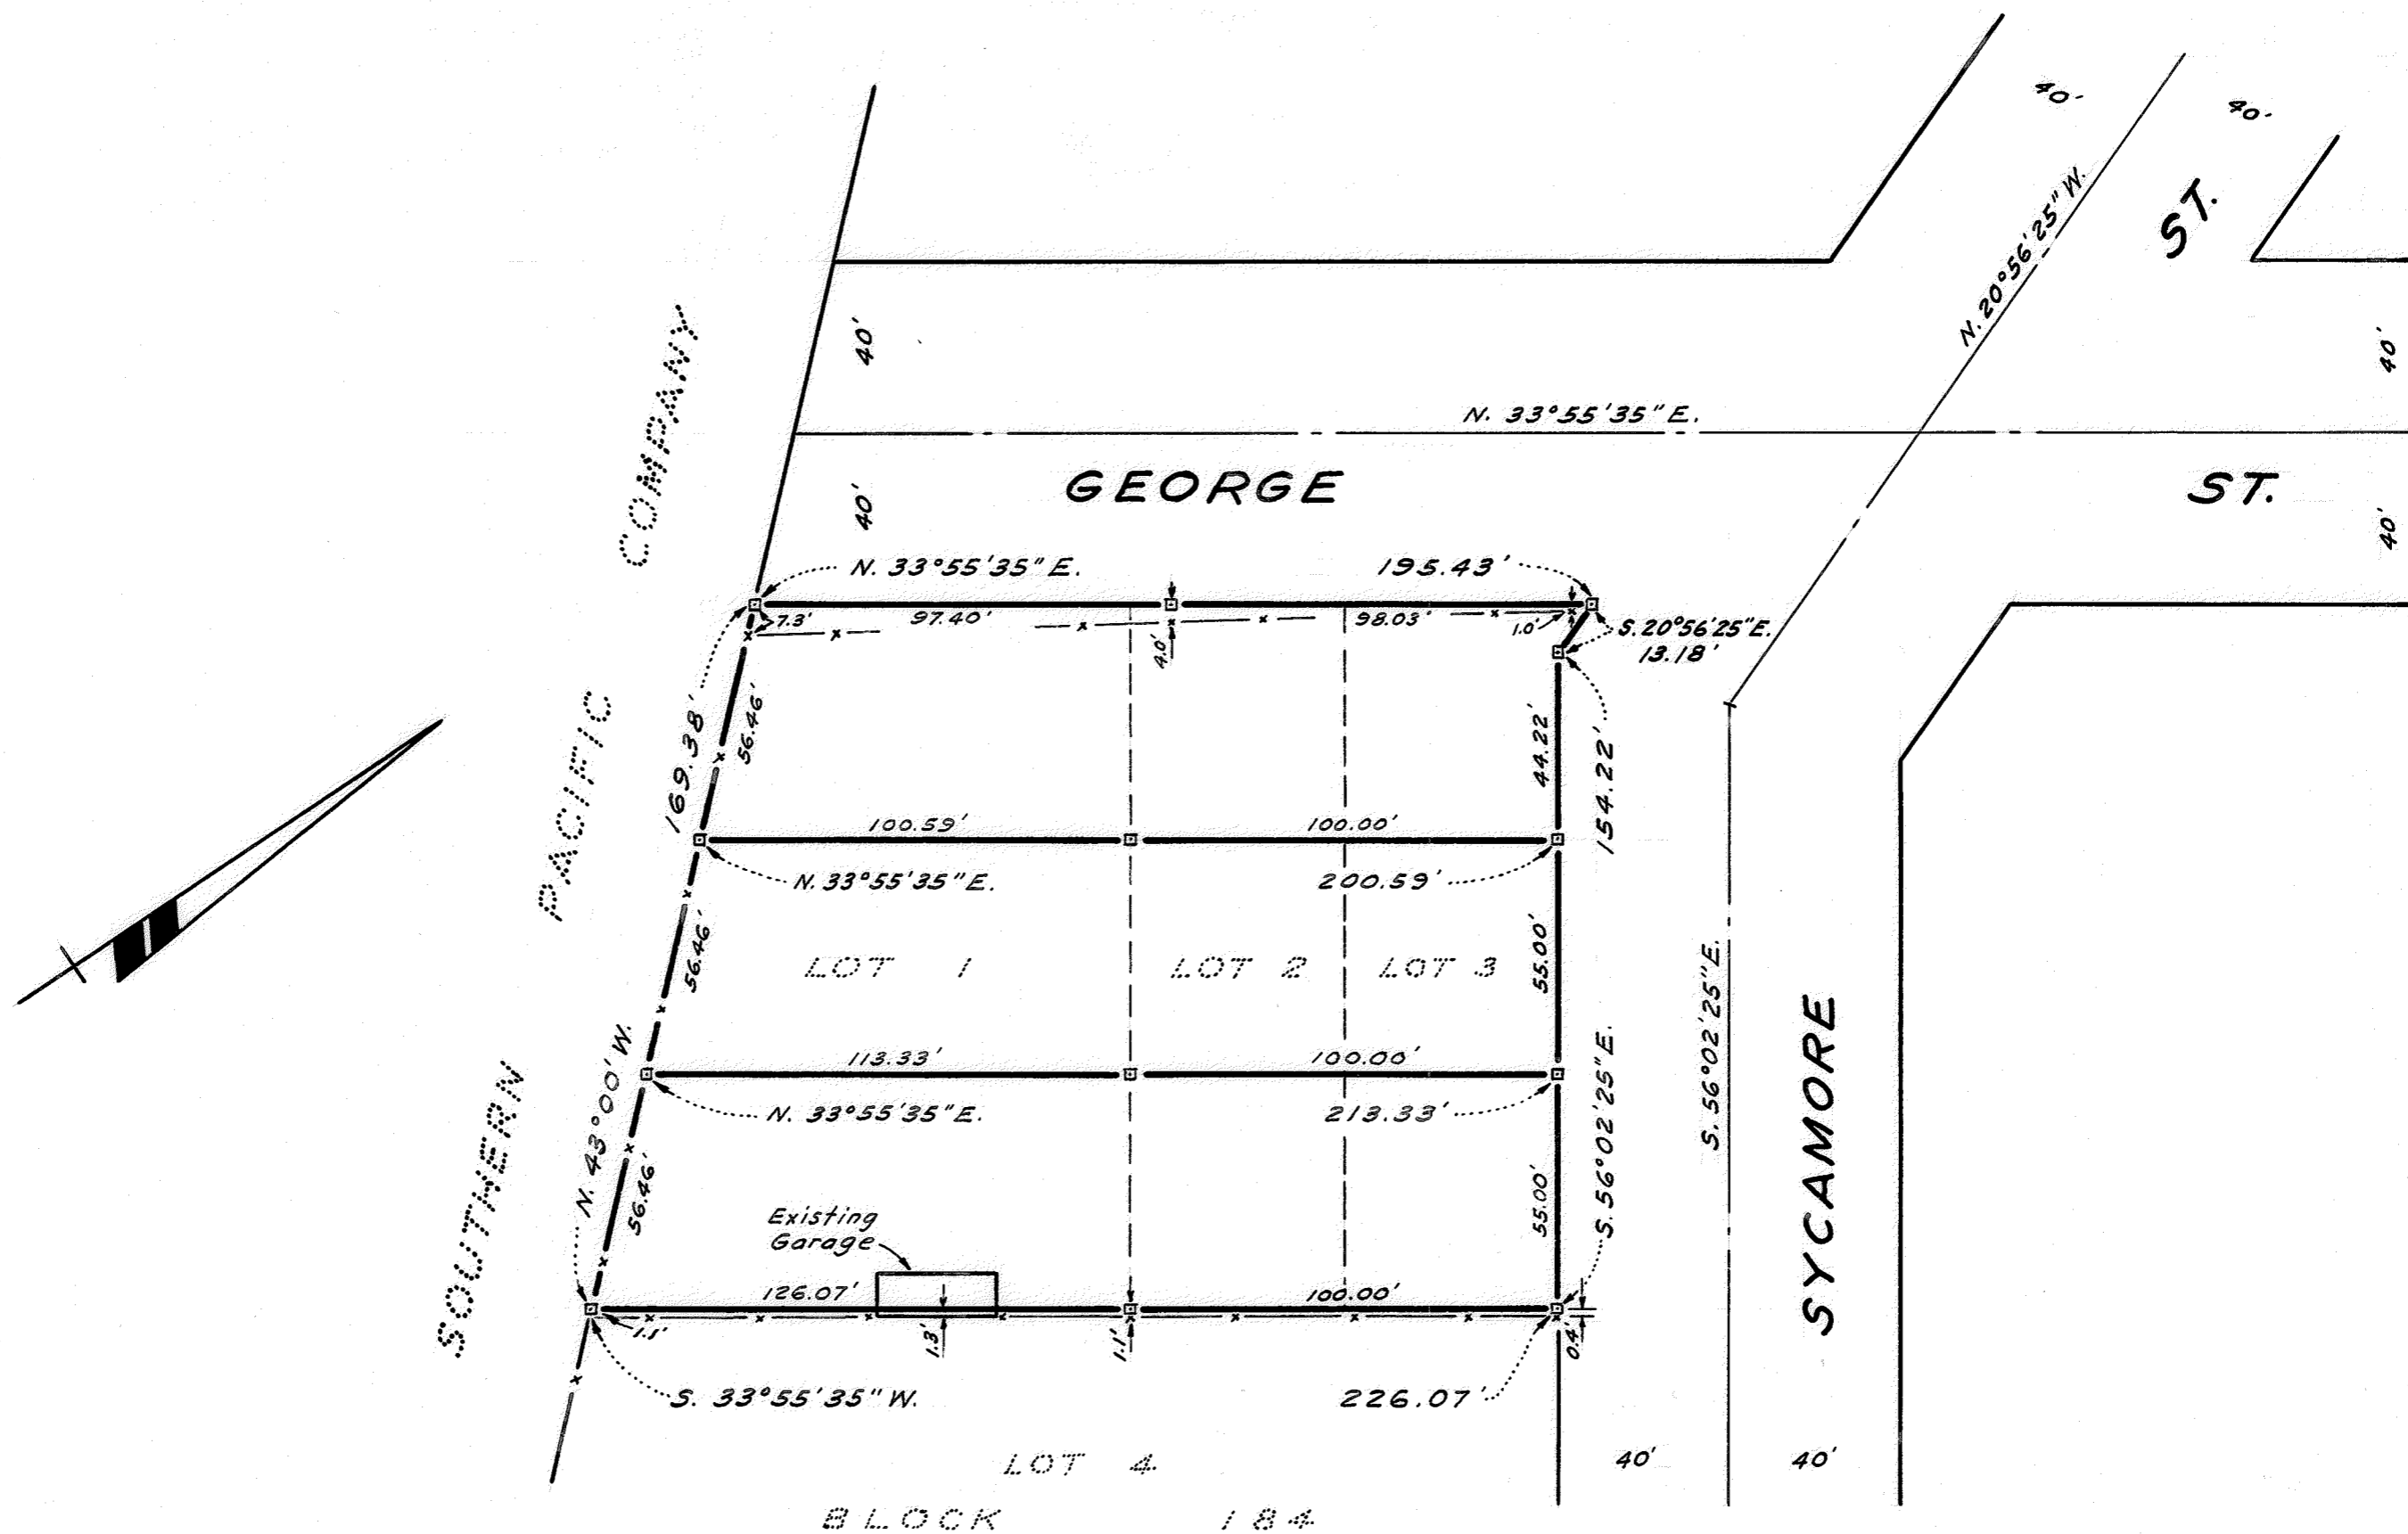 40'
40'
ST.
N. 20°56'25" W.
40'
40'
N. 33°55'35" E.
GEORGE
ST.
40'
40'
COMPANY
N. 33°55'35" E.
195.43'
7.3'
97.40'
98.03'
1.0'
4.0'
S. 20°56'25" E.
13.18'
169.38'
56.46'
44.22'
154.22'
PACIFIC
100.59'
100.00'
N. 33°55'35" E.
200.59'
56.46'
LOT 1
LOT 2
LOT 3
55.00'
S. 56°02'25" E.
SYCAMORE
113.33'
100.00'
N. 33°55'35" E.
213.33'
SOUTHERN
N. 43°00' W.
56.46'
Existing
Garage
55.00'
S. 56°02'25" E.
126.07'
100.00'
1.3'
1.1'
0.4'
S. 33°55'35" W.
226.07'
LOT 4
40'
40'
BLOCK 184